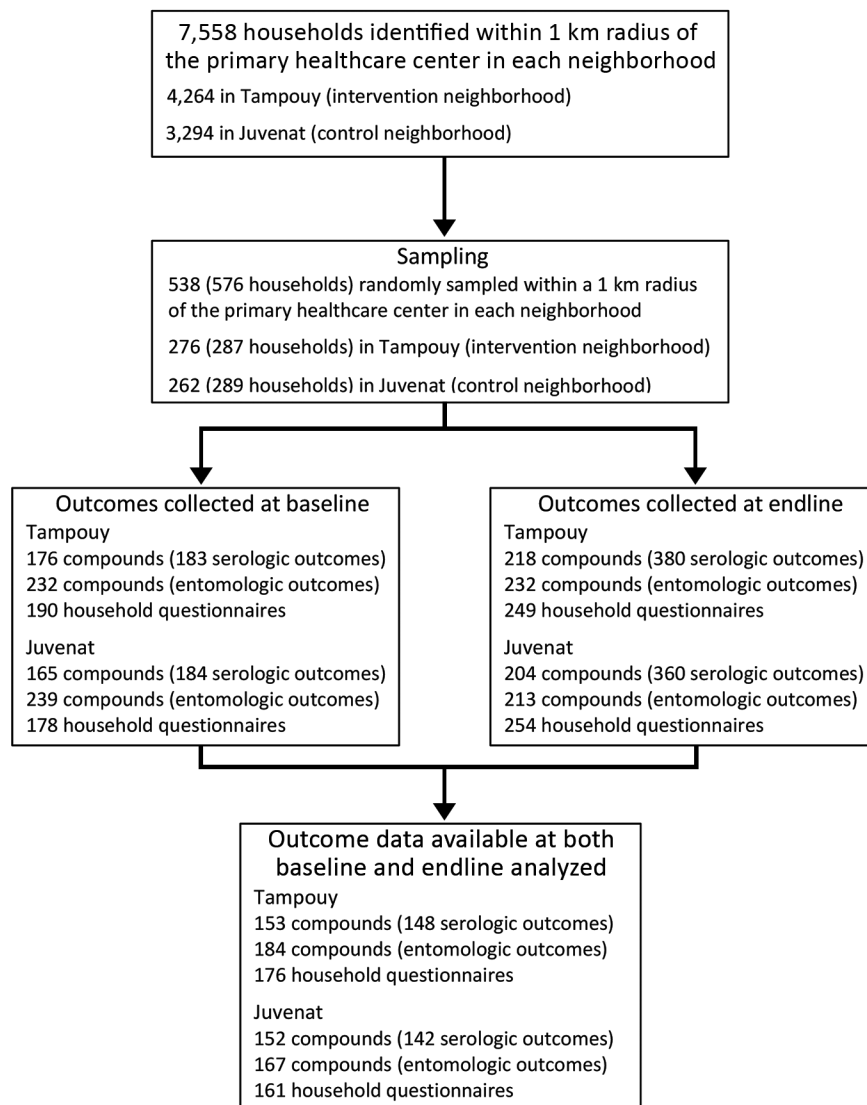 7,558 households identified within 1 km radius of
the primary healthcare center in each neighborhood
4,264 in Tampouy (intervention neighborhood)
3,294 in Juvenat (control neighborhood)
Sampling
538 (576 households) randomly sampled within a 1 km radius
of the primary healthcare center in each neighborhood
276 (287 households) in Tampouy (intervention neighborhood)
262 (289 households) in Juvenat (control neighborhood)
Outcomes collected at baseline
Tampouy
176 compounds (183 serologic outcomes)
232 compounds (entomologic outcomes)
190 household questionnaires
Juvenat
165 compounds (184 serologic outcomes)
239 compounds (entomologic outcomes)
178 household questionnaires
Outcomes collected at endline
Tampouy
218 compounds (380 serologic outcomes)
232 compounds (entomologic outcomes)
249 household questionnaires
Juvenat
204 compounds (360 serologic outcomes)
213 compounds (entomologic outcomes)
254 household questionnaires
Outcome data available at both
baseline and endline analyzed
Tampouy
153 compounds (148 serologic outcomes)
184 compounds (entomologic outcomes)
176 household questionnaires
Juvenat
152 compounds (142 serologic outcomes)
167 compounds (entomologic outcomes)
161 household questionnaires